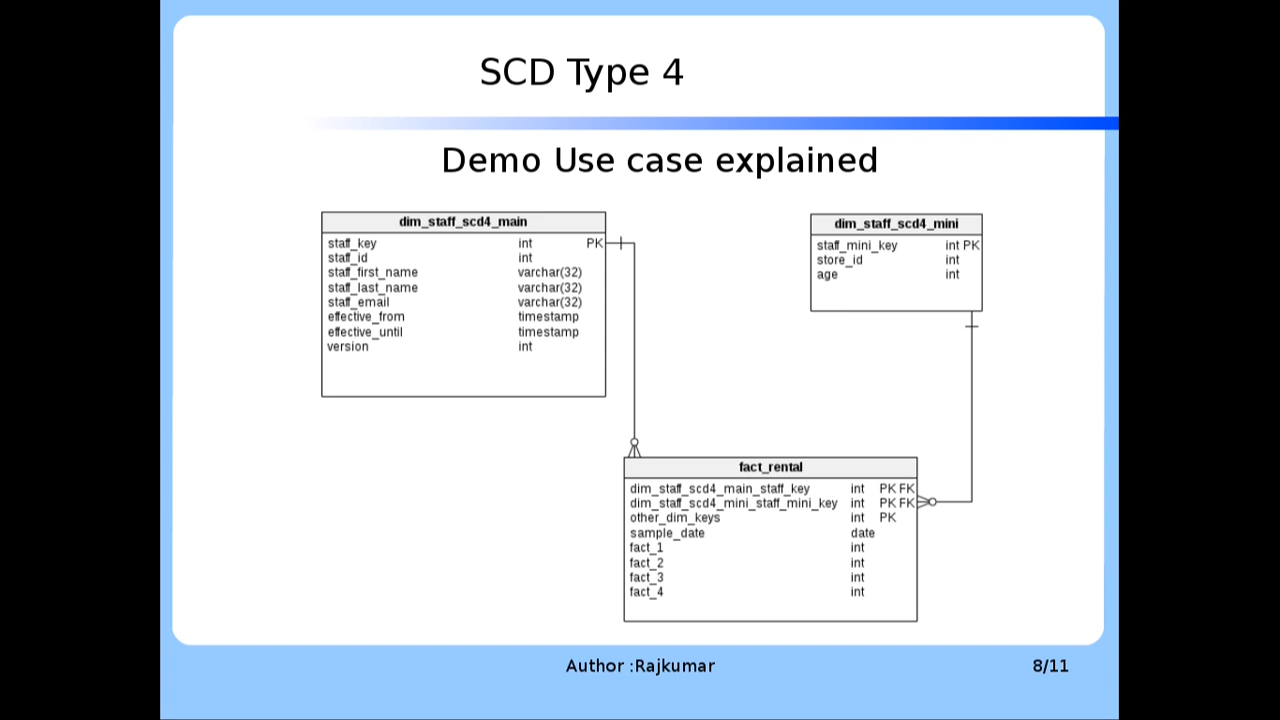 SCD Type 4
Demo Use case explained
dim_staff_scd4_main
staff_key int PK
staff_id int
staff_first_name varchar(32)
staff_last_name varchar(32)
staff_email varchar(32)
effective_from timestamp
effective_until timestamp
version int
dim_staff_scd4_mini
staff_mini_key int PK
store_id int
age int
fact_rental
dim_staff_scd4_main_staff_key int PK FK
dim_staff_scd4_mini_staff_mini_key int PK FK
other_dim_keys int PK
sample_date date
fact_1 int
fact_2 int
fact_3 int
fact_4 int
Author :Rajkumar
8/11